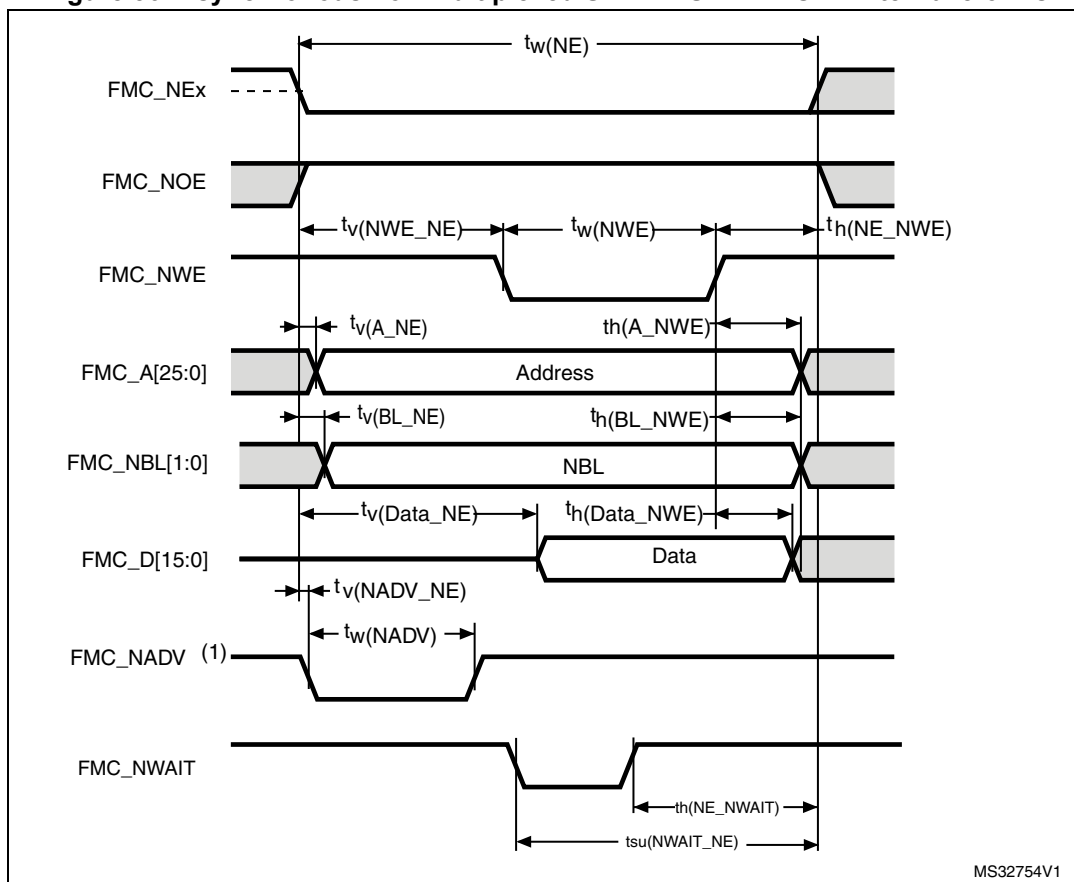 tw(NE)
FMC_NEx
FMC_NOE
tv(NWE_NE)
tw(NWE)
th(NE_NWE)
FMC_NWE
tv(A_NE)
th(A_NWE)
FMC_A[25:0]
Address
tv(BL_NE)
th(BL_NWE)
FMC_NBL[1:0]
NBL
tv(Data_NE)
th(Data_NWE)
FMC_D[15:0]
Data
tv(NADV_NE)
tw(NADV)
FMC_NADV (1)
FMC_NWAIT
th(NE_NWAIT)
tsu(NWAIT_NE)
MS32754V1